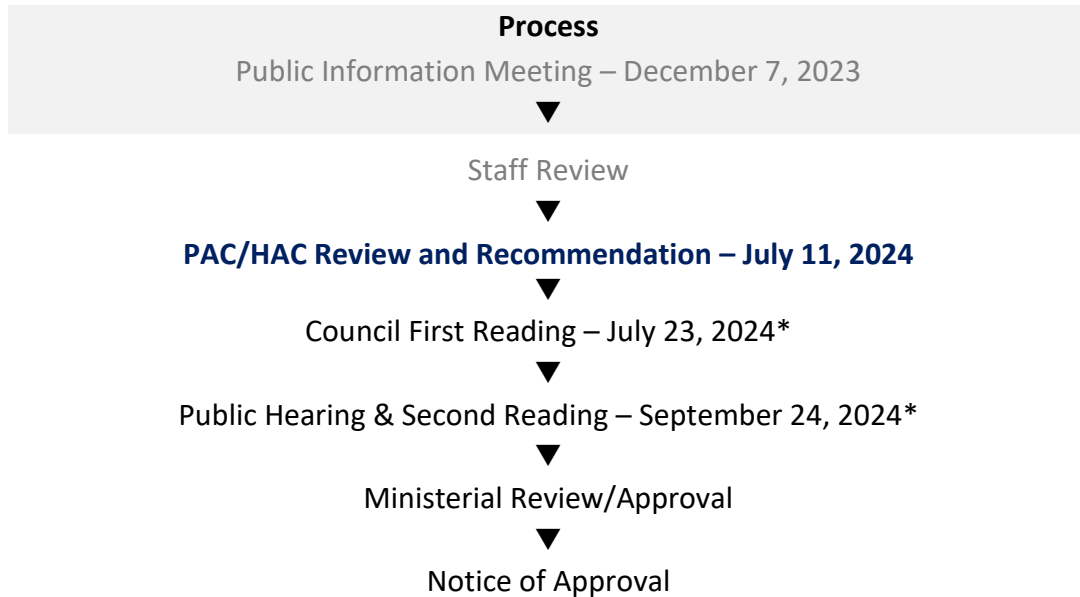 Process
Public Information Meeting – December 7, 2023
Staff Review
PAC/HAC Review and Recommendation – July 11, 2024
Council First Reading – July 23, 2024*
Public Hearing & Second Reading – September 24, 2024*
Ministerial Review/Approval
Notice of Approval